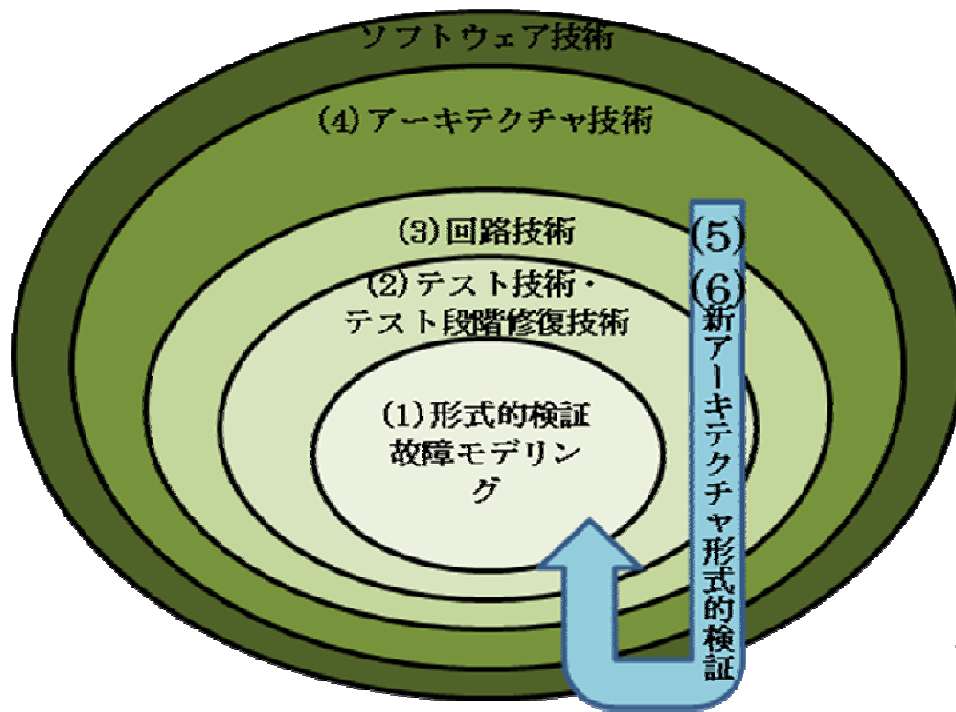 ソフトウェア技術
(4)アーキテクチャ技術
(3)回路技術
(2)テスト技術・
テスト段階修復技術
(1)形式的検証
故障モデリン
グ
(5)
(6)新アーキテクチャ形式的検証